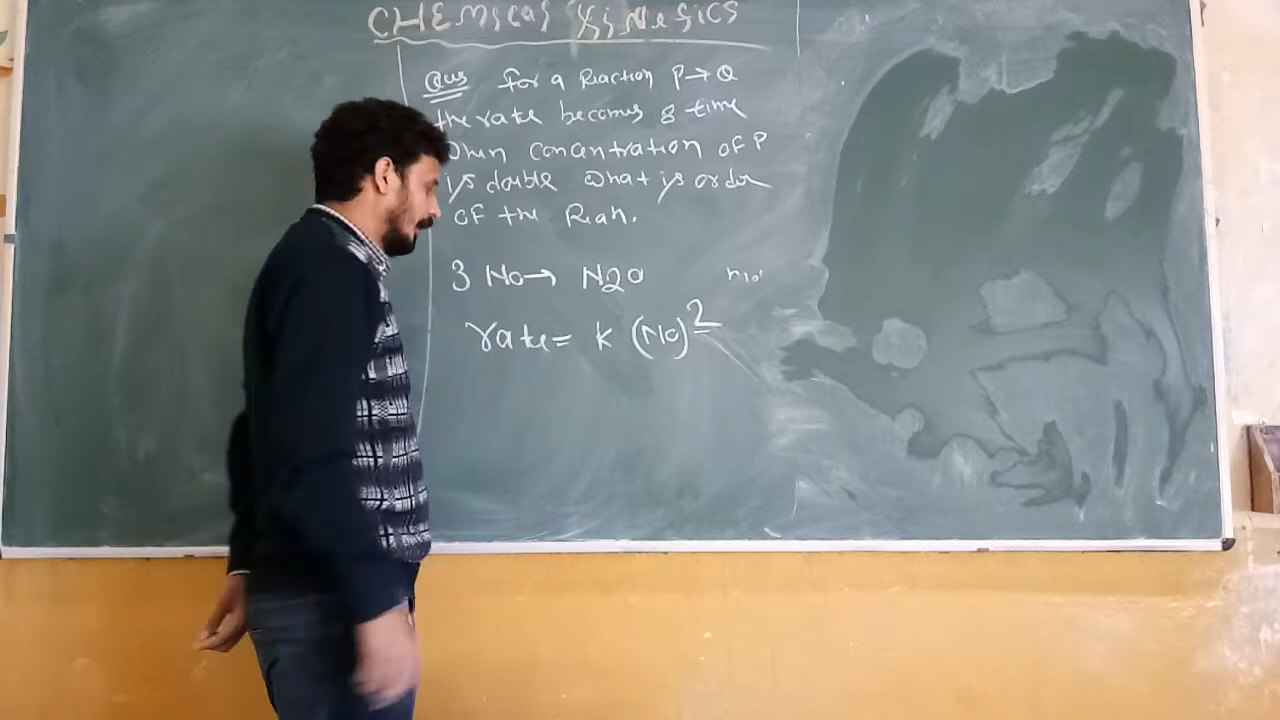 CHEMICAL KINETICS
Qus for a Reaction P→Q
the rate becomes 8 time
when concentration of P
is double what is order
of the Rean.
3 No→ N2O
rate= K (No)²